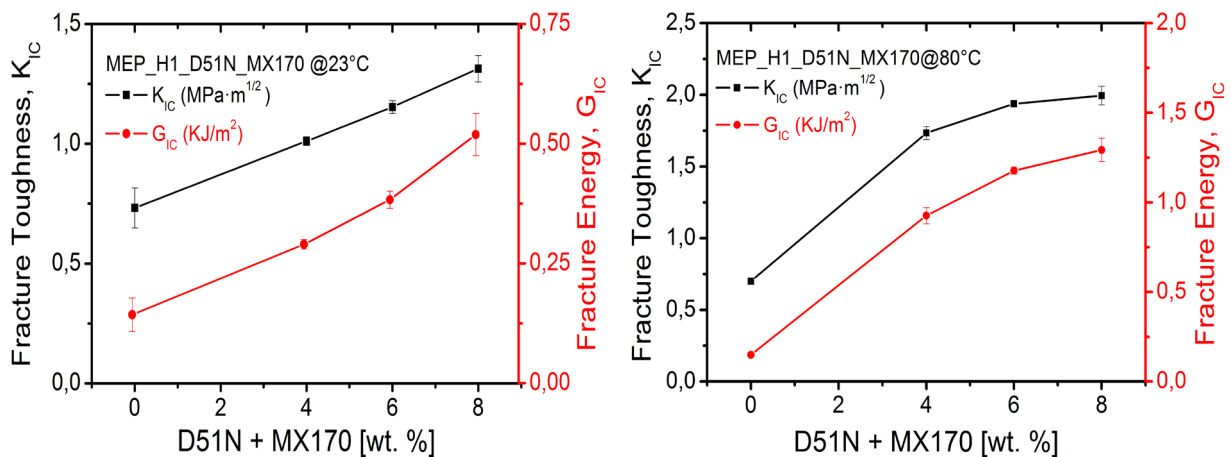 1,5
1,0
0,5
0,0
Fracture Toughness, K_IC
MEP_H1_D51N_MX170 @23°C
K_IC (MPa·m^1/2)
G_IC (KJ/m²)
0,75
0,50
0,25
0,00
Fracture Energy, G_IC
0 2 4 6 8
D51N + MX170 [wt. %]
2,5
2,0
1,5
1,0
0,5
0,0
Fracture Toughness, K_IC
MEP_H1_D51N_MX170@80°C
K_IC (MPa·m^1/2)
G_IC (KJ/m²)
2,0
1,5
1,0
0,5
0,0
Fracture Energy, G_IC
0 2 4 6 8
D51N + MX170 [wt. %]